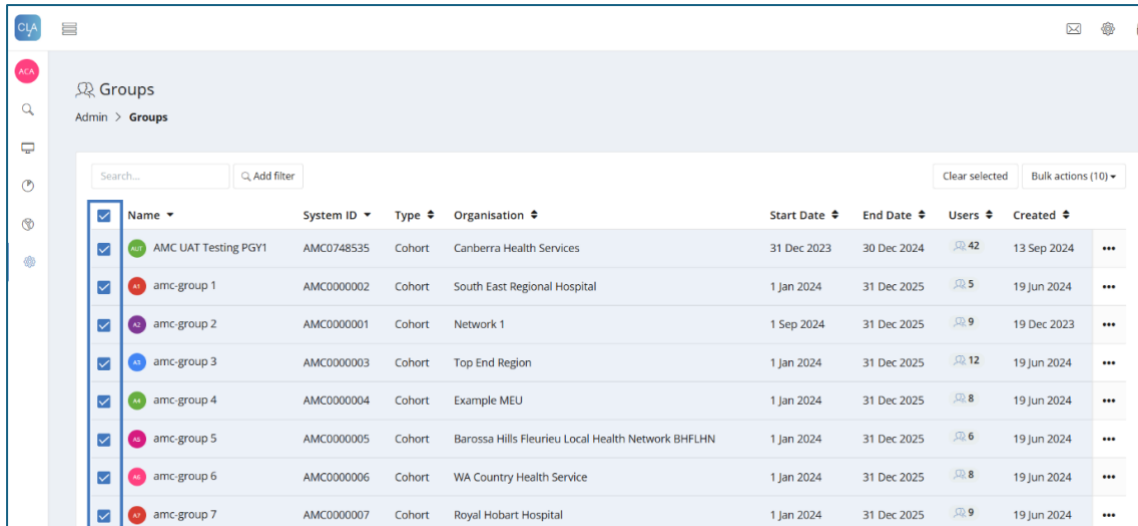 CLA
ACA
Groups
Admin > Groups
Search... Add filter Clear selected Bulk actions (10)
Name System ID Type Organisation Start Date End Date Users Created
AUT AMC UAT Testing PGY1 AMC0748535 Cohort Canberra Health Services 31 Dec 2023 30 Dec 2024 42 13 Sep 2024 •••
A1 amc-group 1 AMC0000002 Cohort South East Regional Hospital 1 Jan 2024 31 Dec 2025 5 19 Jun 2024 •••
A2 amc-group 2 AMC0000001 Cohort Network 1 1 Sep 2024 31 Dec 2025 9 19 Dec 2023 •••
A3 amc-group 3 AMC0000003 Cohort Top End Region 1 Jan 2024 31 Dec 2025 12 19 Jun 2024 •••
A4 amc-group 4 AMC0000004 Cohort Example MEU 1 Jan 2024 31 Dec 2025 8 19 Jun 2024 •••
A5 amc-group 5 AMC0000005 Cohort Barossa Hills Fleurieu Local Health Network BHFLHN 1 Jan 2024 31 Dec 2025 6 19 Jun 2024 •••
A6 amc-group 6 AMC0000006 Cohort WA Country Health Service 1 Jan 2024 31 Dec 2025 8 19 Jun 2024 •••
A7 amc-group 7 AMC0000007 Cohort Royal Hobart Hospital 1 Jan 2024 31 Dec 2025 9 19 Jun 2024 •••